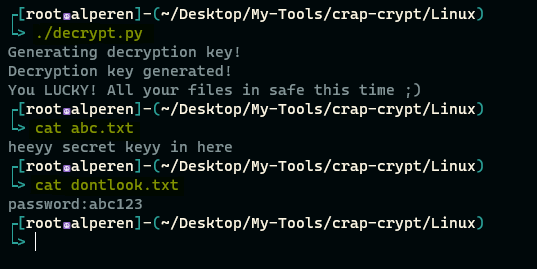 ┌[root☻alperen]-(~/Desktop/My-Tools/crap-crypt/Linux)
└> ./decrypt.py
Generating decryption key!
Decryption key generated!
You LUCKY! All your files in safe this time ;)
┌[root☻alperen]-(~/Desktop/My-Tools/crap-crypt/Linux)
└> cat abc.txt
heeyy secret keyy in here
┌[root☻alperen]-(~/Desktop/My-Tools/crap-crypt/Linux)
└> cat dontlook.txt
password:abc123
┌[root☻alperen]-(~/Desktop/My-Tools/crap-crypt/Linux)
└>